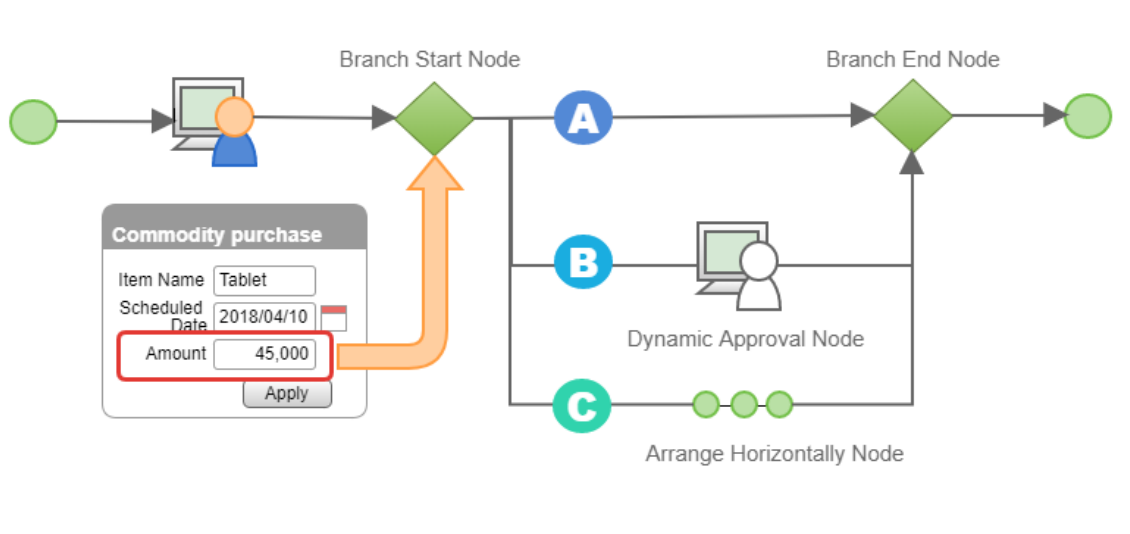 Branch Start Node
Branch End Node
A
Commodity purchase
Item Name Tablet
Scheduled
Date 2018/04/10
Amount 45,000
Apply
B
Dynamic Approval Node
C
Arrange Horizontally Node